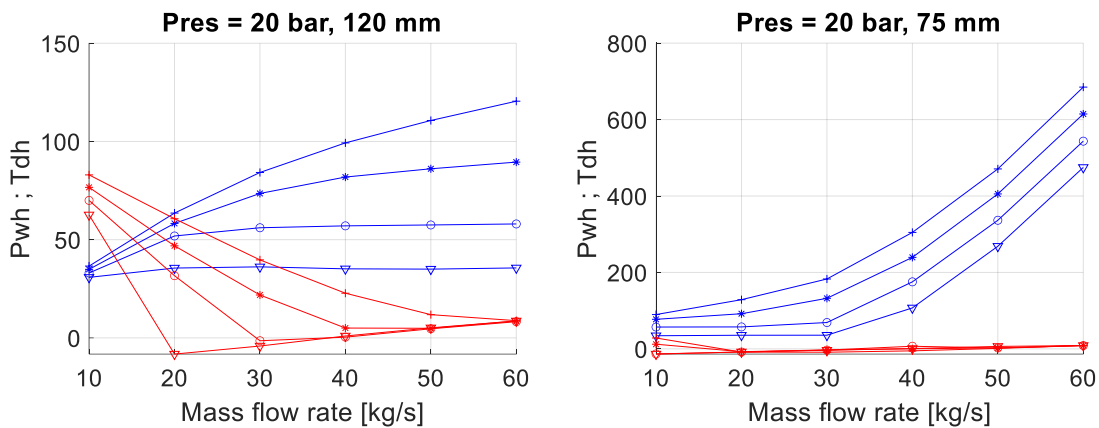 Pres = 20 bar, 120 mm
150
100
50
0
Pwh ; Tdh
10 20 30 40 50 60
Mass flow rate [kg/s]
Pres = 20 bar, 75 mm
800
600
400
200
0
Pwh ; Tdh
10 20 30 40 50 60
Mass flow rate [kg/s]